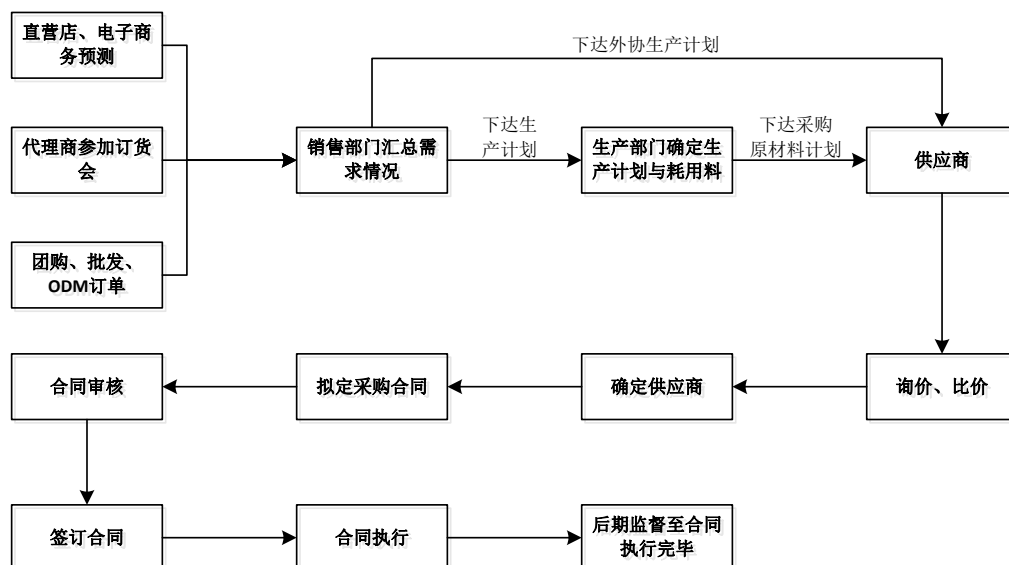 直营店、电子商
务预测
下达外协生产计划
代理商参加订货
会
销售部门汇总需
求情况
下达生
产计划
生产部门确定生
产计划与耗用料
下达采购
原材料计划
供应商
团购、批发、
ODM订单
合同审核
拟定采购合同
确定供应商
询价、比价
签订合同
合同执行
后期监督至合同
执行完毕